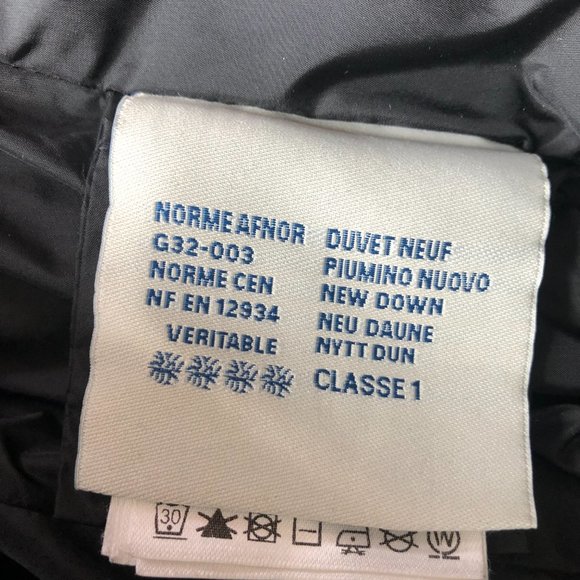 NORME AFNOR
G32-003
NORME CEN
NF EN 12934
VERITABLE
DUVET NEUF
PIUMINO NUOVO
NEW DOWN
NEU DAUNE
NYTT DUN
CLASSE 1
30
W